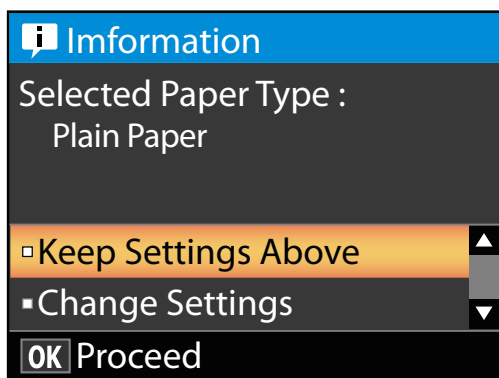 Imformation
Selected Paper Type :
Plain Paper
Keep Settings Above
Change Settings
OK Proceed